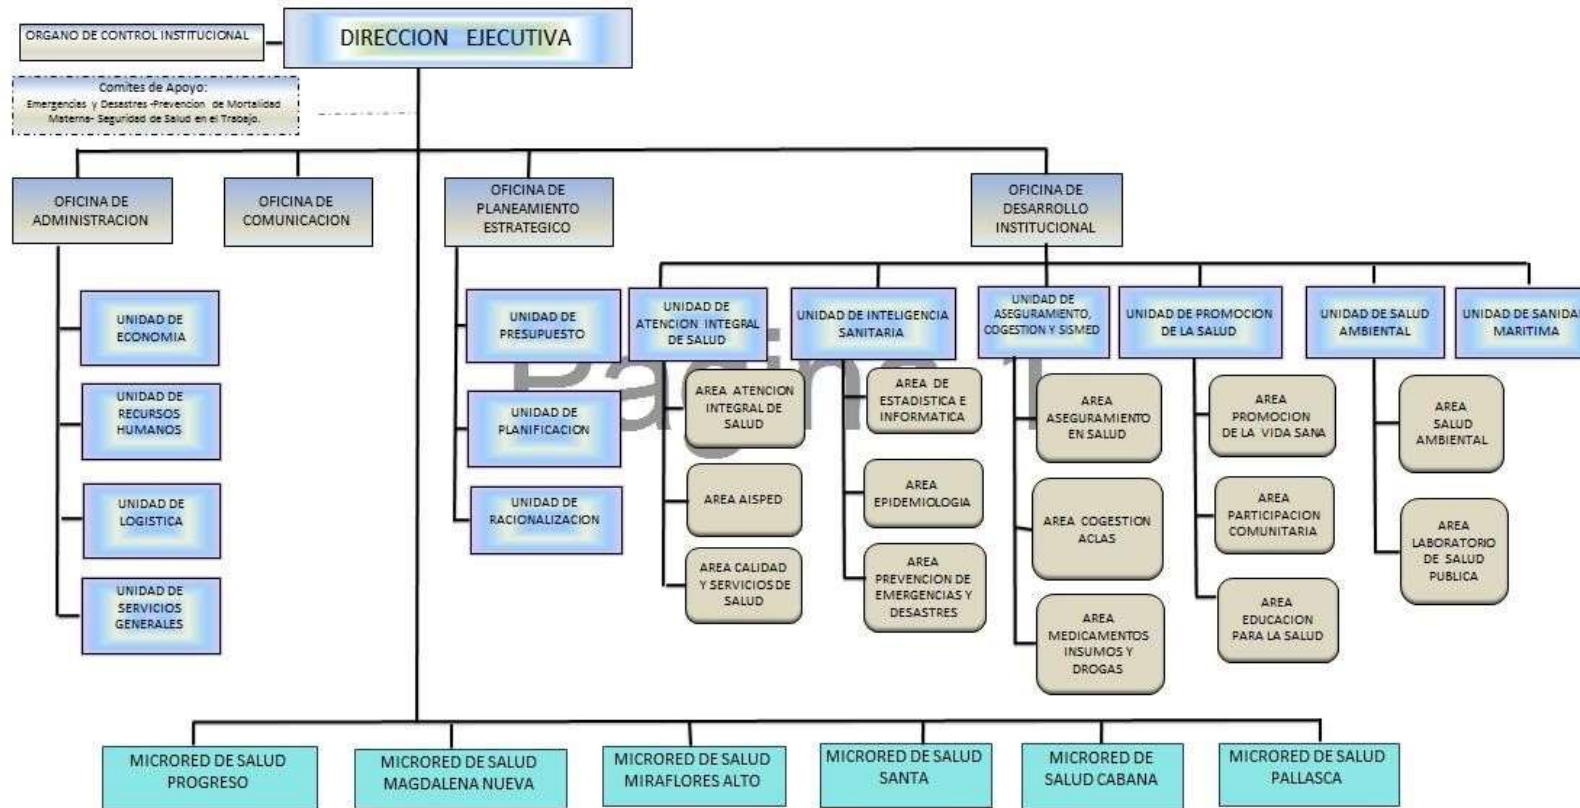 ORGANO DE CONTROL INSTITUCIONAL
DIRECCION EJECUTIVA
Comites de Apoyo:
Emergencias y Desastres -Prevencion de Mortalidad
Materna- Seguridad de Salud en el Trabajo.
OFICINA DE
ADMINISTRACION
OFICINA DE
COMUNICACION
OFICINA DE
PLANEAMIENTO
ESTRATEGICO
OFICINA DE
DESARROLLO
INSTITUCIONAL
UNIDAD DE
ECONOMIA
UNIDAD DE
RECURSOS
HUMANOS
UNIDAD DE
LOGISTICA
UNIDAD DE
SERVICIOS
GENERALES
UNIDAD DE
PRESUPUESTO
UNIDAD DE
PLANIFICACION
UNIDAD DE
RACIONALIZACION
UNIDAD DE
ATENCION INTEGRAL
DE SALUD
AREA ATENCION
INTEGRAL DE
SALUD
AREA AISPED
AREA CALIDAD
Y SERVICIOS DE
SALUD
UNIDAD DE INTELIGENCIA
SANITARIA
AREA DE
ESTADISTICA E
INFORMATICA
AREA
EPIDEMIOLOGIA
AREA
PREVENCION DE
EMERGENCIAS Y
DESASTRES
UNIDAD DE
ASEGURAMIENTO,
COGESTION Y SISMED
AREA
ASEGURAMIENTO
EN SALUD
AREA COGESTION
ACLAS
AREA
MEDICAMENTOS
INSUMOS Y
DROGAS
UNIDAD DE PROMOCION
DE LA SALUD
AREA
PROMOCION
DE LA VIDA SANA
AREA
PARTICIPACION
COMUNITARIA
AREA
EDUCACION
PARA LA SALUD
UNIDAD DE SALUD
AMBIENTAL
AREA
SALUD
AMBIENTAL
AREA
LABORATORIO
DE SALUD
PUBLICA
UNIDAD DE SANIDA
MARITIMA
Pagina 1
MICRORED DE SALUD
PROGRESO
MICRORED DE SALUD
MAGDALENA NUEVA
MICRORED DE SALUD
MIRAFLORES ALTO
MICRORED DE SALUD
SANTA
MICRORED DE
SALUD CABANA
MICRORED DE SALUD
PALLASCA